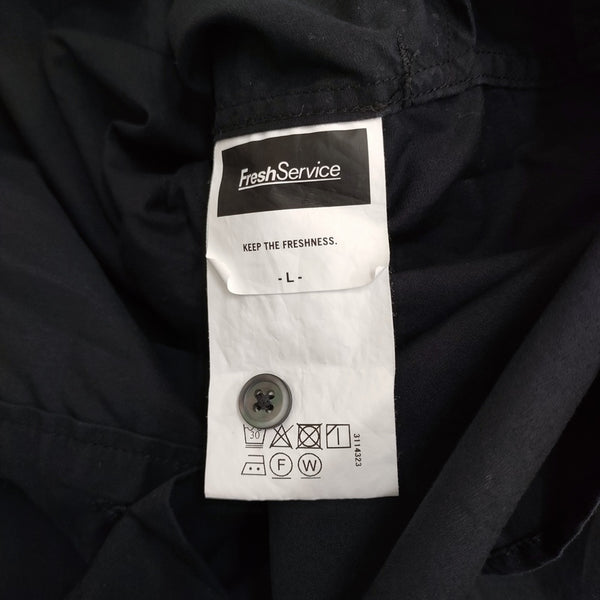 FreshService
KEEP THE FRESHNESS.
- L -
30
3114323
F W